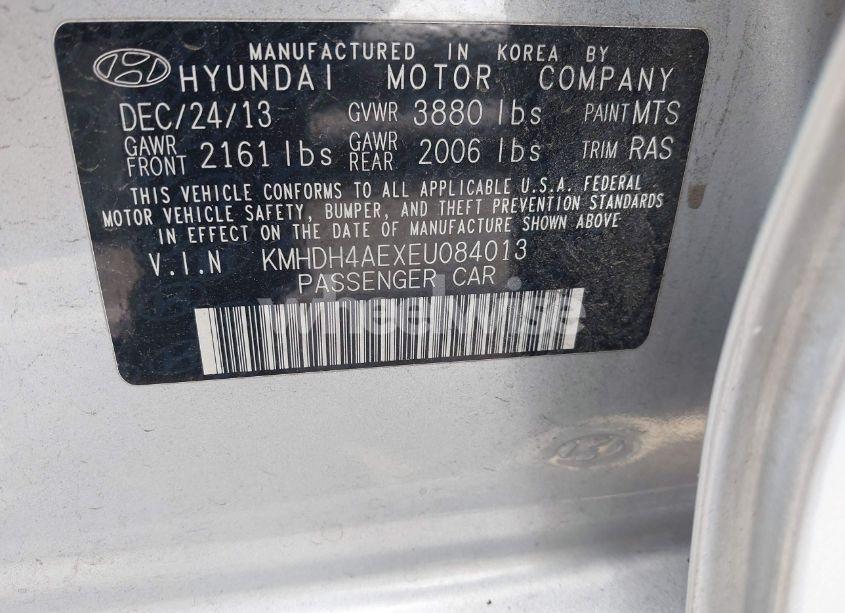 MANUFACTURED IN KOREA BY
HYUNDAI MOTOR COMPANY
DEC/24/13 GVWR 3880 lbs PAINT MTS
GAWR FRONT 2161 lbs GAWR REAR 2006 lbs TRIM RAS
THIS VEHICLE CONFORMS TO ALL APPLICABLE U.S.A. FEDERAL
MOTOR VEHICLE SAFETY, BUMPER, AND THEFT PREVENTION STANDARDS
IN EFFECT ON THE DATE OF MANUFACTURE SHOWN ABOVE
V.I.N KMHDH4AEXEU084013
PASSENGER CAR
wheelwise